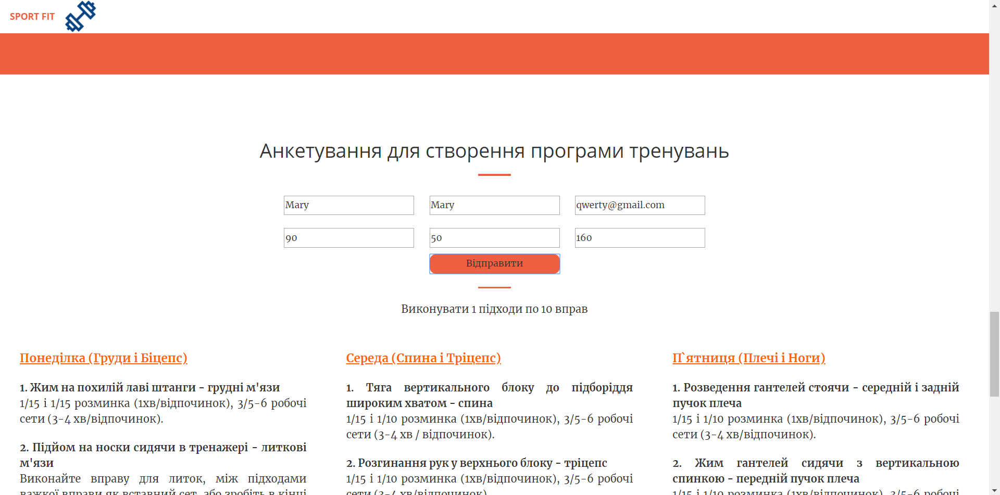 SPORT FIT
Анкетування для створення програми тренувань
Mary
Mary
qwerty@gmail.com
90
50
160
Відправити
Виконувати 1 підходи по 10 вправ
Понеділка (Груди і Біцепс)
1. Жим на похилій лаві штанги - грудні м'язи
1/15 і 1/15 розминка (1хв/відпочинок), 3/5-6 робочі
сети (3-4 хв/відпочинок).
2. Підйом на носки сидячи в тренажері - литкові
м'язи
Виконайте вправу для литок, між підходами
важкої вправи як вставний сет, або зробіть в кінці
Середа (Спина і Тріцепс)
1. Тяга вертикального блоку до підборіддя
широким хватом - спина
1/15 і 1/10 розминка (1хв/відпочинок), 3/5-6 робочі
сети (3-4 хв / відпочинок).
2. Розгинання рук у верхнього блоку - тріцепс
1/15 і 1/10 розминка (1хв/відпочинок), 3/5-6 робочі
сети (3-4 хв/відпочинок).
П`ятниця (Плечі і Ноги)
1. Розведення гантелей стоячи - середній і задній
пучок плеча
1/15 і 1/10 розминка (1хв/відпочинок), 3/5-6 робочі
сети (3-4 хв/відпочинок).
2. Жим гантелей сидячи з вертикальною
спинкою - передній пучок плеча
1/15 і 1/10 розминка (1хв/відпочинок), 3/5-6 робочі